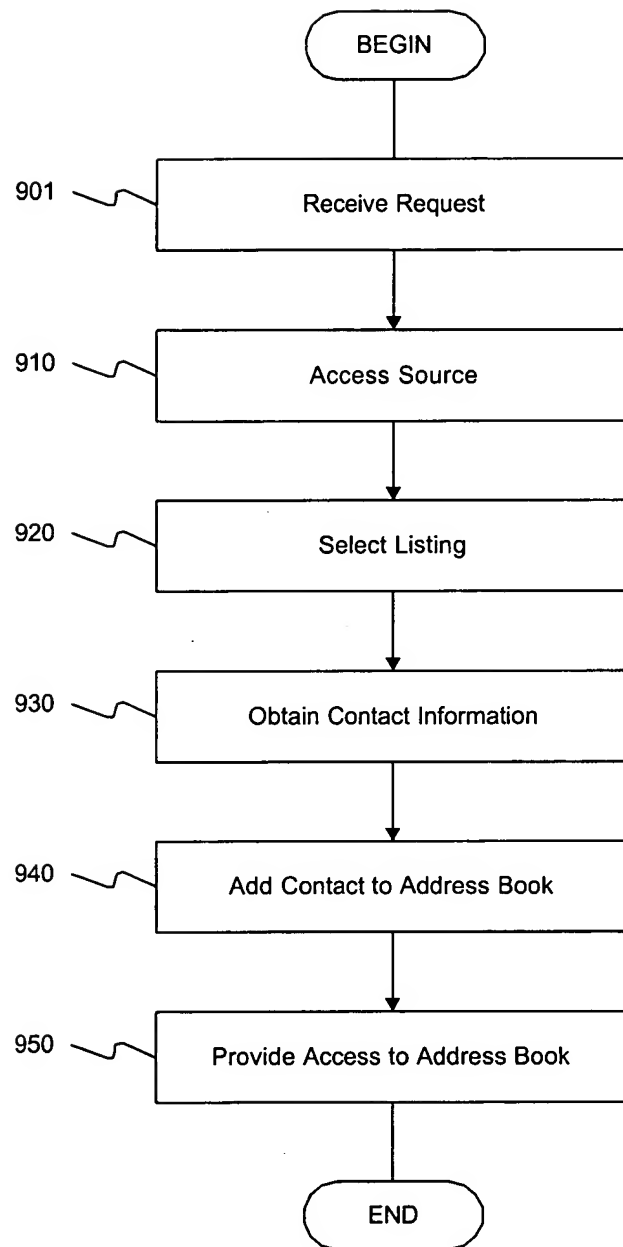 BEGIN
901
Receive Request
910
Access Source
920
Select Listing
930
Obtain Contact Information
940
Add Contact to Address Book
950
Provide Access to Address Book
END